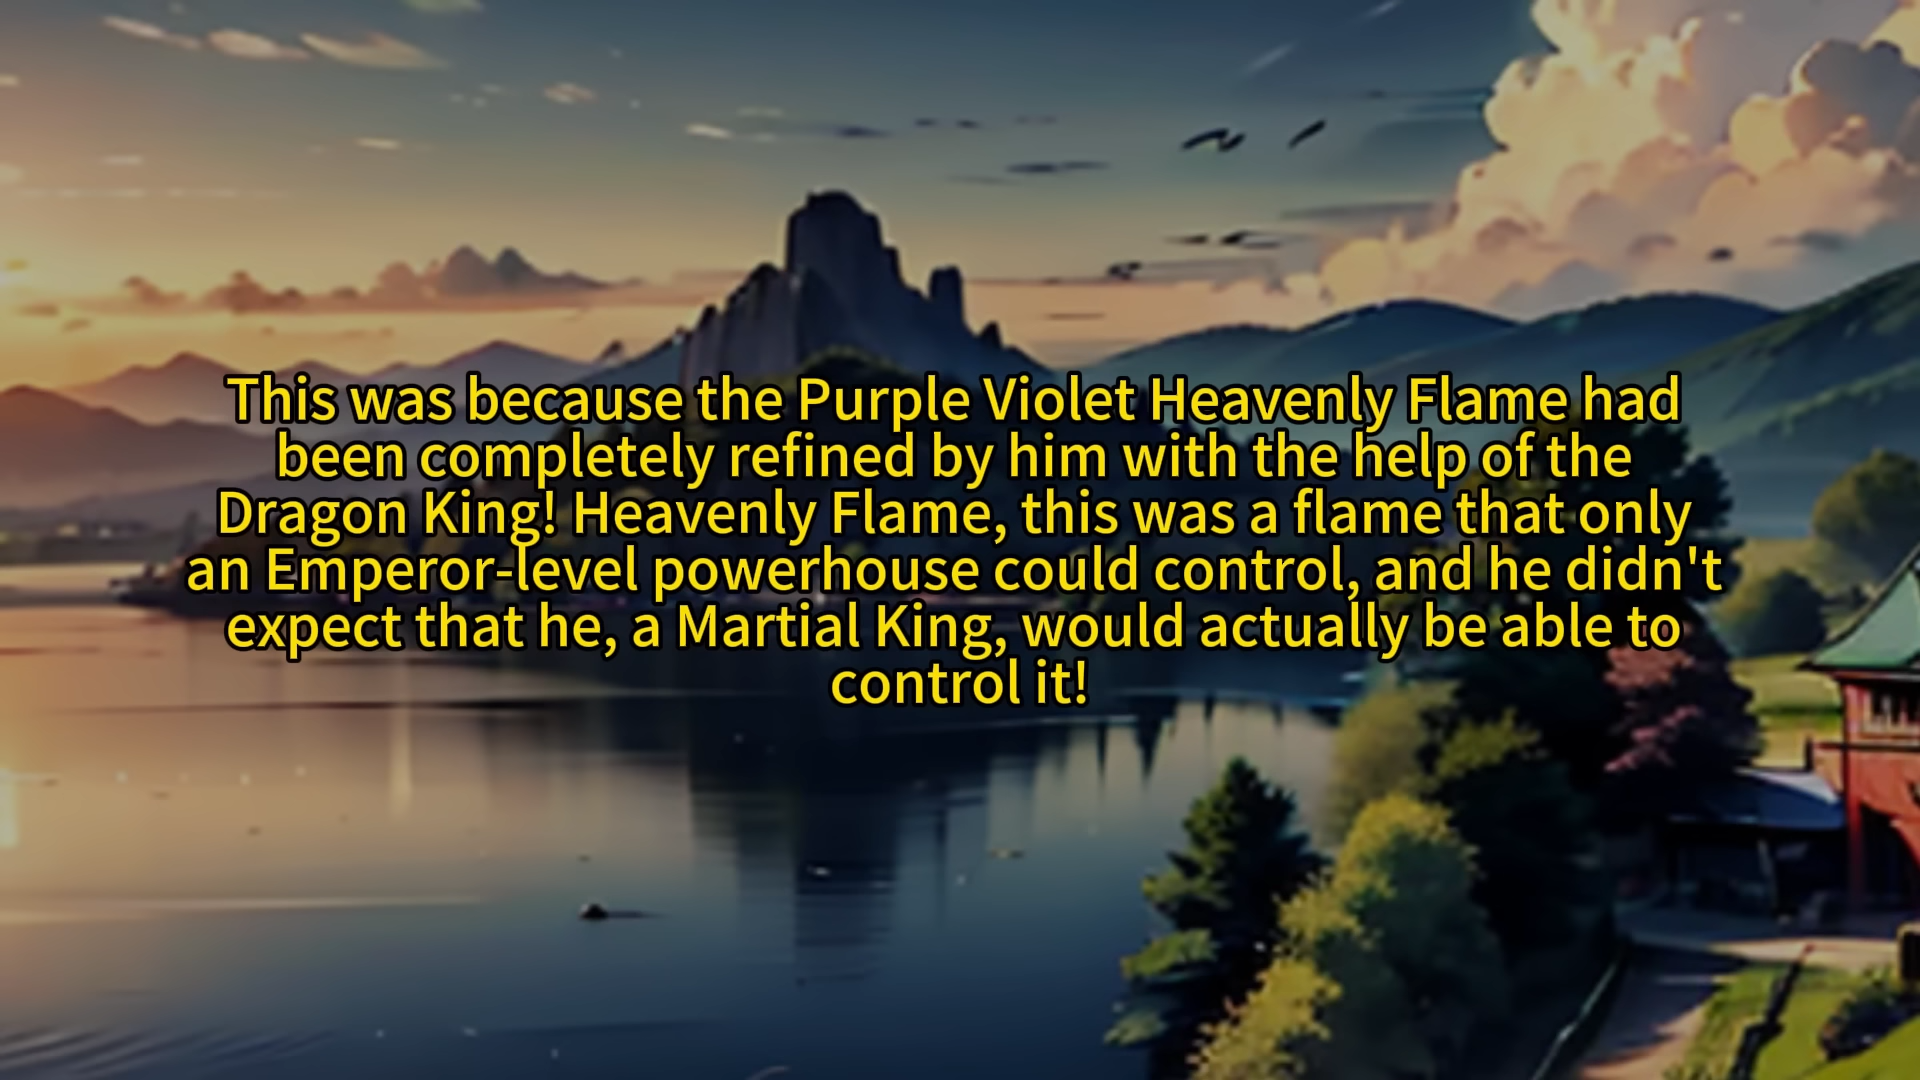 This was because the Purple Violet Heavenly Flame had
been completely refined by him with the help of the
Dragon King! Heavenly Flame, this was a flame that only
an Emperor-level powerhouse could control, and he didn't
expect that he, a Martial King, would actually be able to
control it!